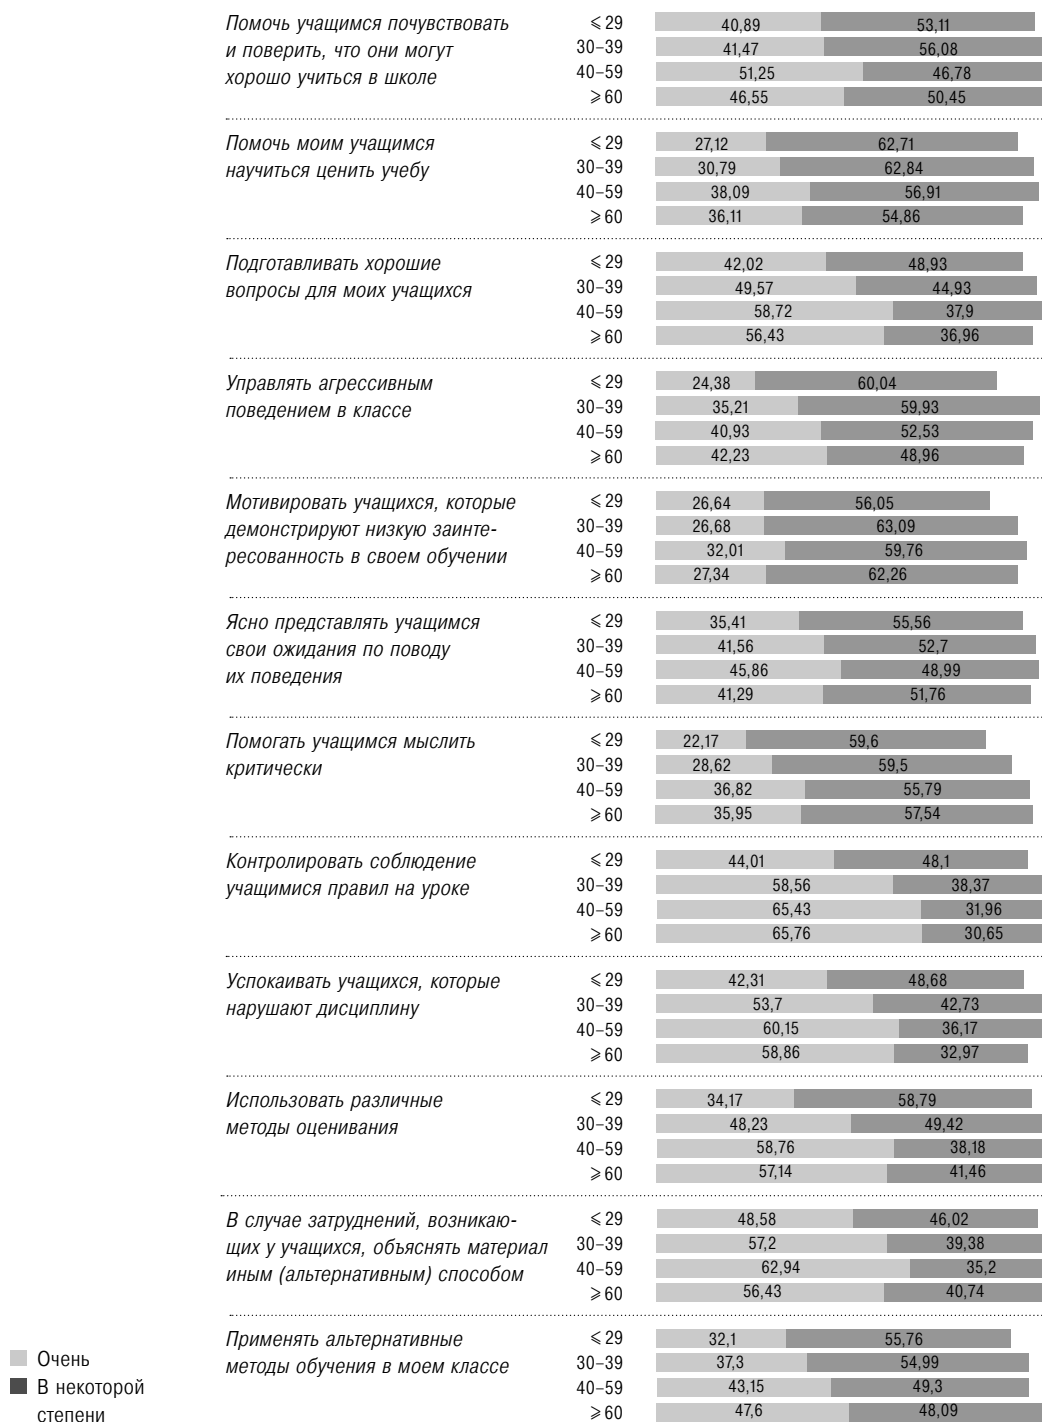 Помочь учащимся почувствовать
и поверить, что они могут
хорошо учиться в школе
⩽ 29 40,89 53,11
30–39 41,47 56,08
40–59 51,25 46,78
⩾ 60 46,55 50,45
Помочь моим учащимся
научиться ценить учебу
⩽ 29 27,12 62,71
30–39 30,79 62,84
40–59 38,09 56,91
⩾ 60 36,11 54,86
Подготавливать хорошие
вопросы для моих учащихся
⩽ 29 42,02 48,93
30–39 49,57 44,93
40–59 58,72 37,9
⩾ 60 56,43 36,96
Управлять агрессивным
поведением в классе
⩽ 29 24,38 60,04
30–39 35,21 59,93
40–59 40,93 52,53
⩾ 60 42,23 48,96
Мотивировать учащихся, которые
демонстрируют низкую заинте-
ресованность в своем обучении
⩽ 29 26,64 56,05
30–39 26,68 63,09
40–59 32,01 59,76
⩾ 60 27,34 62,26
Ясно представлять учащимся
свои ожидания по поводу
их поведения
⩽ 29 35,41 55,56
30–39 41,56 52,7
40–59 45,86 48,99
⩾ 60 41,29 51,76
Помогать учащимся мыслить
критически
⩽ 29 22,17 59,6
30–39 28,62 59,5
40–59 36,82 55,79
⩾ 60 35,95 57,54
Контролировать соблюдение
учащимися правил на уроке
⩽ 29 44,01 48,1
30–39 58,56 38,37
40–59 65,43 31,96
⩾ 60 65,76 30,65
Успокаивать учащихся, которые
нарушают дисциплину
⩽ 29 42,31 48,68
30–39 53,7 42,73
40–59 60,15 36,17
⩾ 60 58,86 32,97
Использовать различные
методы оценивания
⩽ 29 34,17 58,79
30–39 48,23 49,42
40–59 58,76 38,18
⩾ 60 57,14 41,46
В случае затруднений, возникаю-
щих у учащихся, объяснять материал
иным (альтернативным) способом
⩽ 29 48,58 46,02
30–39 57,2 39,38
40–59 62,94 35,2
⩾ 60 56,43 40,74
Применять альтернативные
методы обучения в моем классе
⩽ 29 32,1 55,76
30–39 37,3 54,99
40–59 43,15 49,3
⩾ 60 47,6 48,09
Очень
В некоторой
степени